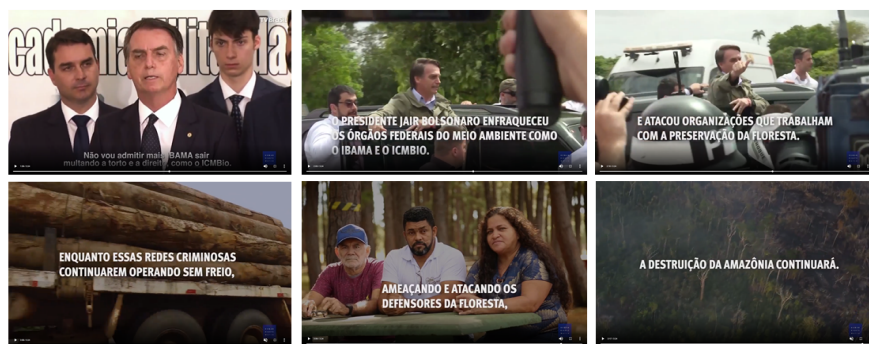 Não vou admitir mais IBAMA sair
multando a torto e a direito, como o ICMBio.
O PRESIDENTE JAIR BOLSONARO ENFRAQUECEU
OS ÓRGÃOS FEDERAIS DO MEIO AMBIENTE COMO
O IBAMA E O ICMBIO.
E ATACOU ORGANIZAÇÕES QUE TRABALHAM
COM A PRESERVAÇÃO DA FLORESTA.
ENQUANTO ESSAS REDES CRIMINOSAS
CONTINUAREM OPERANDO SEM FREIO,
AMEAÇANDO E ATACANDO OS
DEFENSORES DA FLORESTA,
A DESTRUIÇÃO DA AMAZÔNIA CONTINUARÁ.